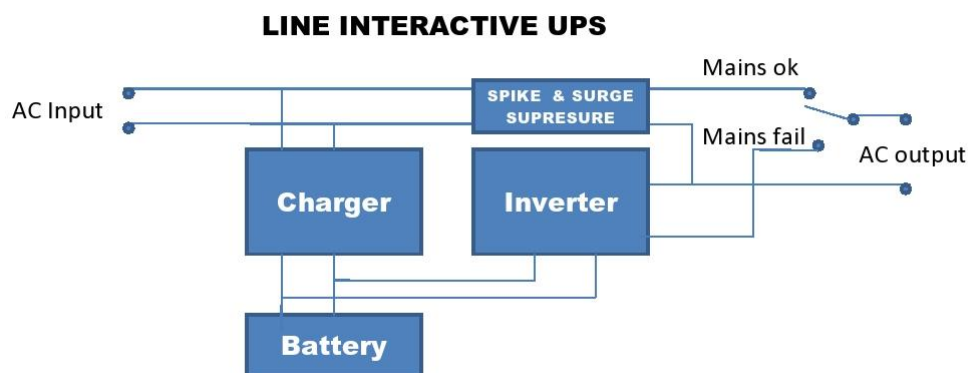 LINE INTERACTIVE UPS
Mains ok
SPIKE & SURGE
SUPRESURE
AC Input
Mains fail
AC output
Charger
Inverter
Battery